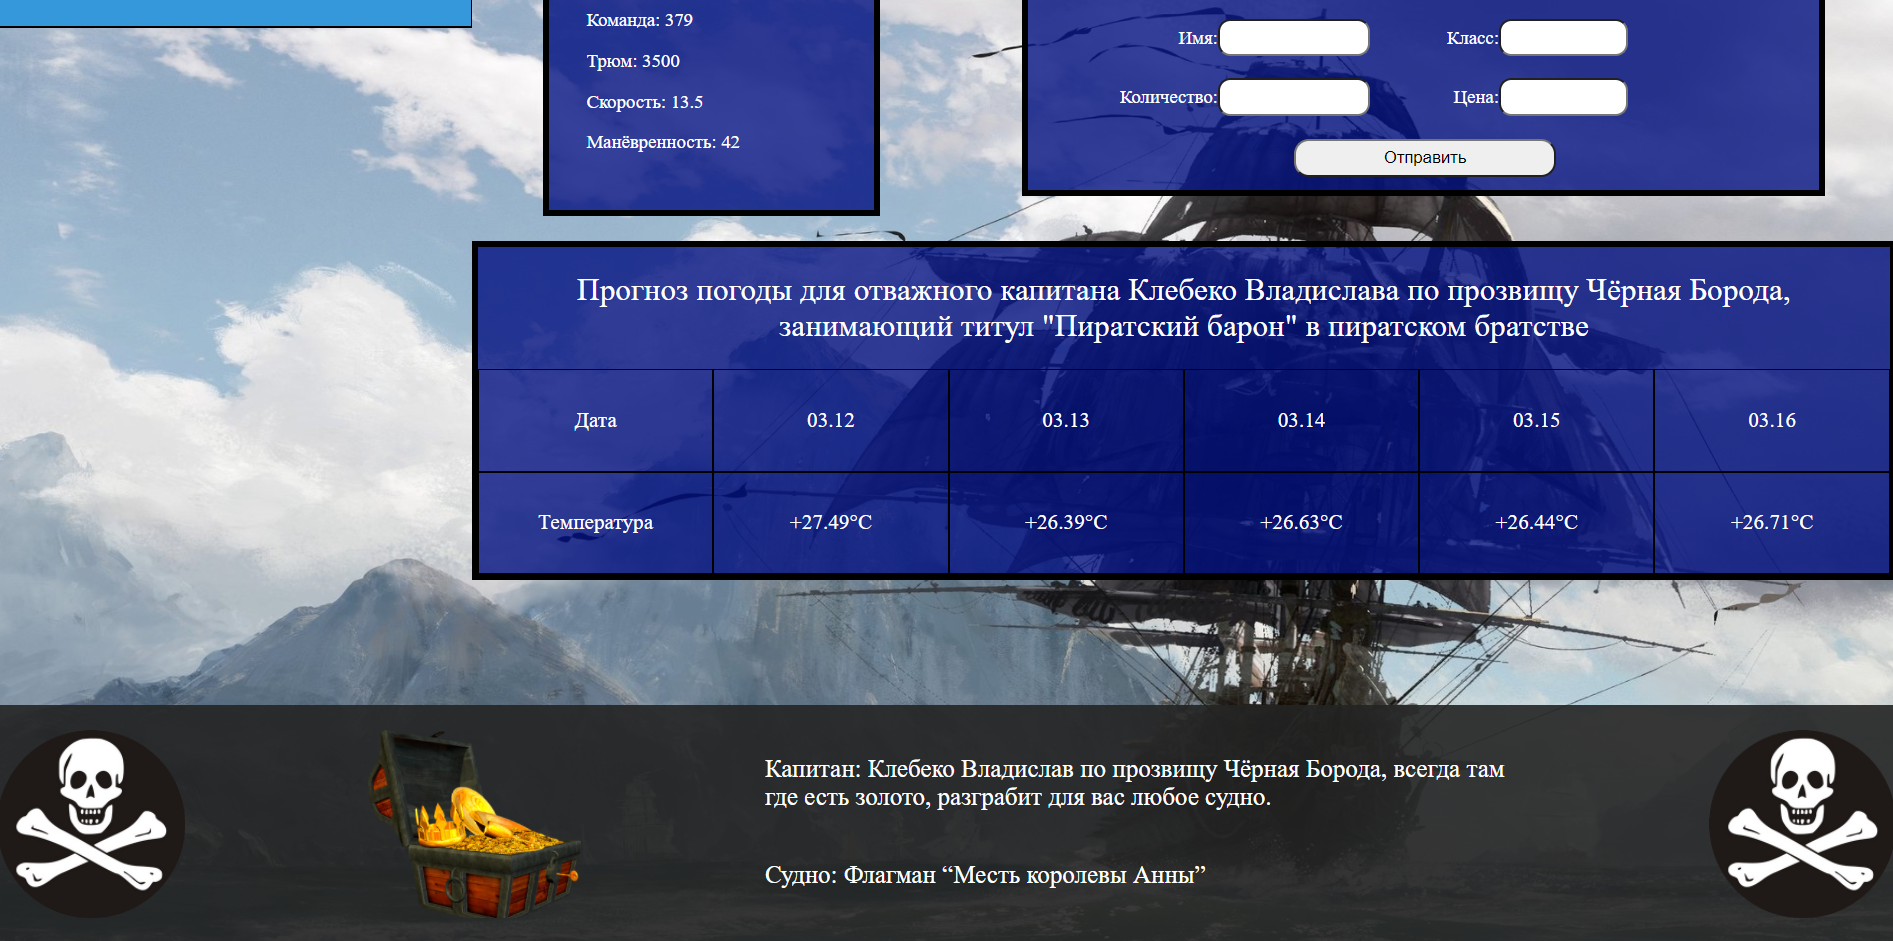 Команда: 379
Трюм: 3500
Скорость: 13.5
Манёвренность: 42
Имя:
Класс:
Количество:
Цена:
Отправить
Прогноз погоды для отважного капитана Клебеко Владислава по прозвищу Чёрная Борода,
занимающий титул "Пиратский барон" в пиратском братстве
Дата 03.12 03.13 03.14 03.15 03.16
Температура +27.49°C +26.39°C +26.63°C +26.44°C +26.71°C
Капитан: Клебеко Владислав по прозвищу Чёрная Борода, всегда там
где есть золото, разграбит для вас любое судно.
Судно: Флагман “Месть королевы Анны”